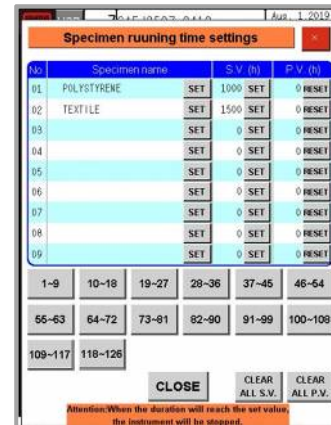 Aug. 1.2019
Specimen ruuning time settings
×
No Specimen name S.V. (h) P.V. (h)
01 POLYSTYRENE SET 1000 SET 0 RESET
02 TEXTILE SET 1500 SET 0 RESET
03 SET 0 SET 0 RESET
04 SET 0 SET 0 RESET
05 SET 0 SET 0 RESET
06 SET 0 SET 0 RESET
07 SET 0 SET 0 RESET
08 SET 0 SET 0 RESET
09 SET 0 SET 0 RESET
1~9 10~18 19~27 28~36 37~45 46~54
55~63 64~72 73~81 82~90 91~99 100~108
109~117 118~126
CLOSE CLEAR ALL S.V. CLEAR ALL P.V.
Attention:When the duration will reach the set value,
the instrument will be stopped.